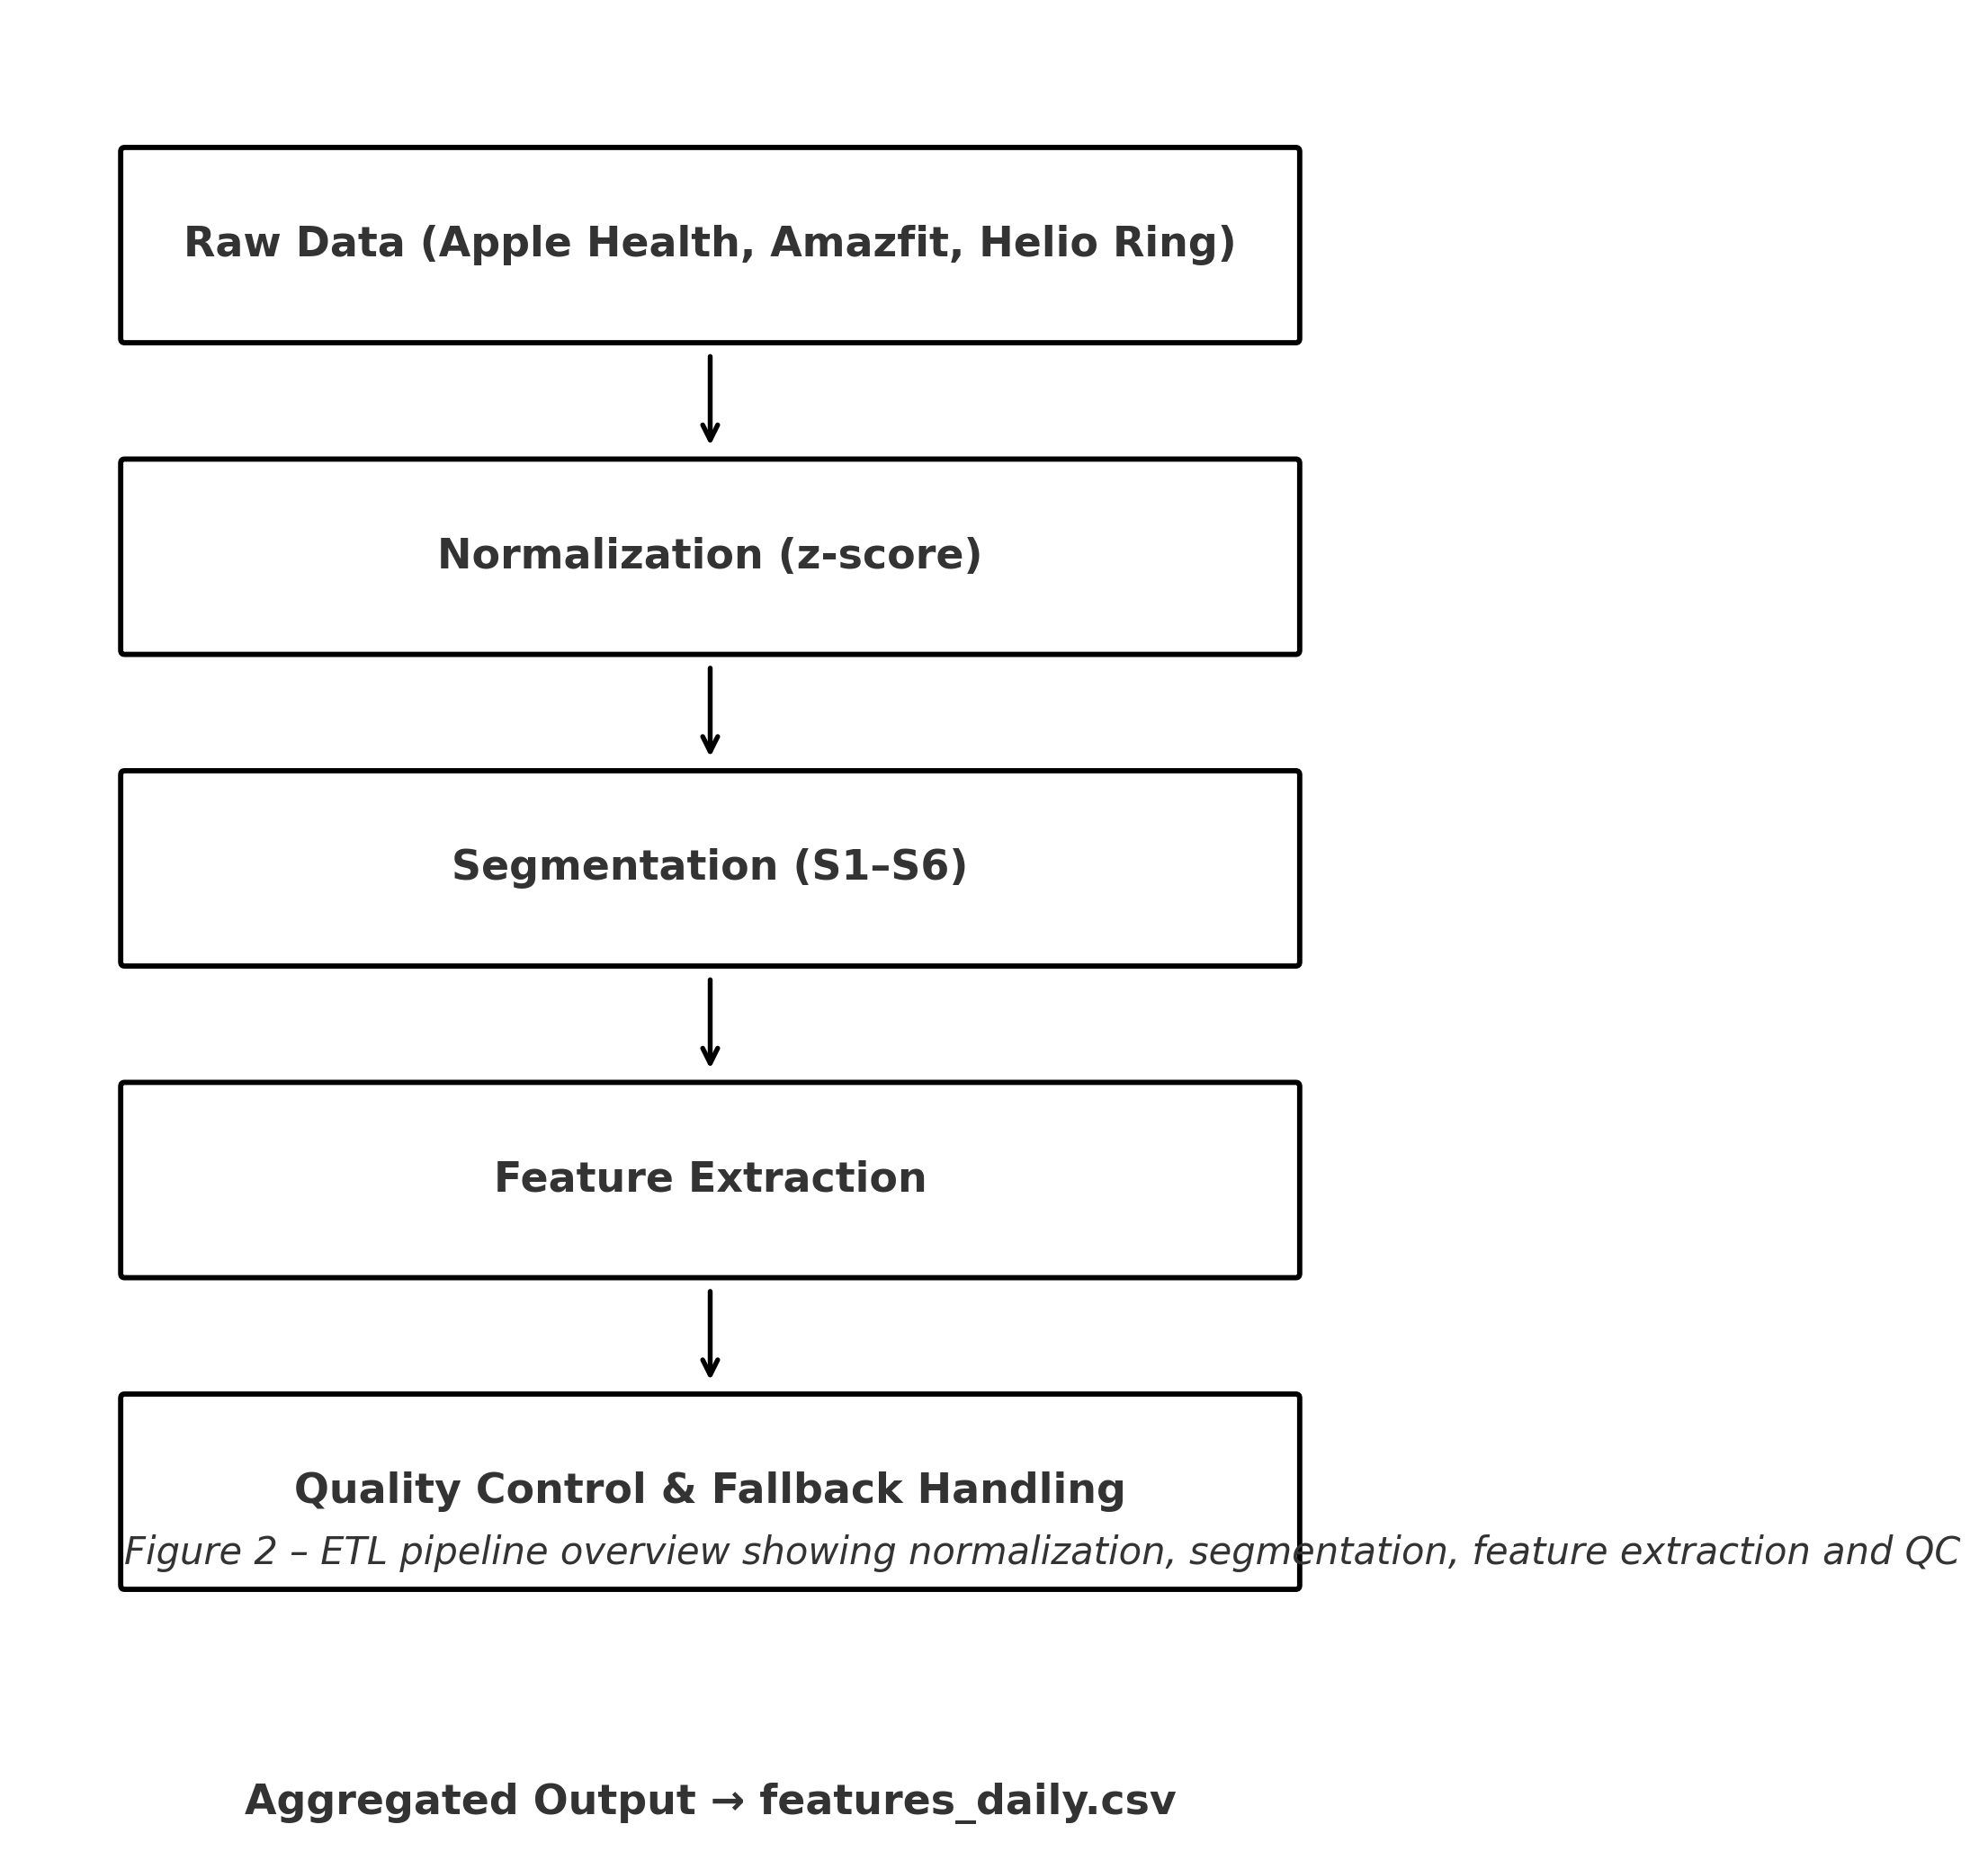 Raw Data (Apple Health, Amazfit, Helio Ring)
Normalization (z-score)
Segmentation (S1–S6)
Feature Extraction
Quality Control & Fallback Handling
Figure 2 – ETL pipeline overview showing normalization, segmentation, feature extraction and QC
Aggregated Output → features_daily.csv